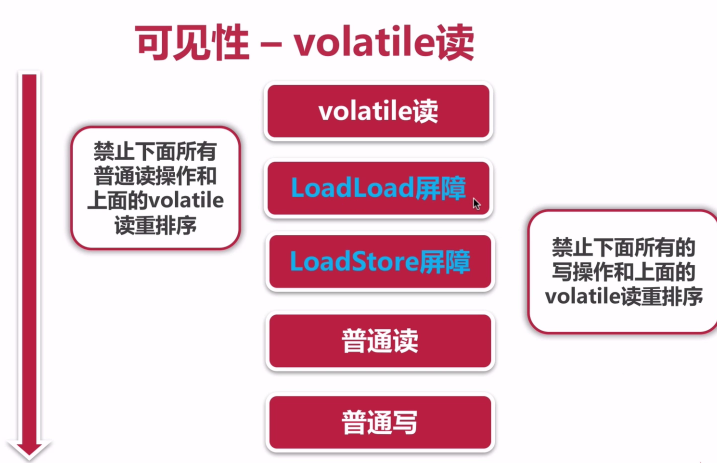 可见性 – volatile读
volatile读
禁止下面所有
普通读操作和
上面的volatile
读重排序
LoadLoad屏障
LoadStore屏障
禁止下面所有的
写操作和上面的
volatile读重排序
普通读
普通写